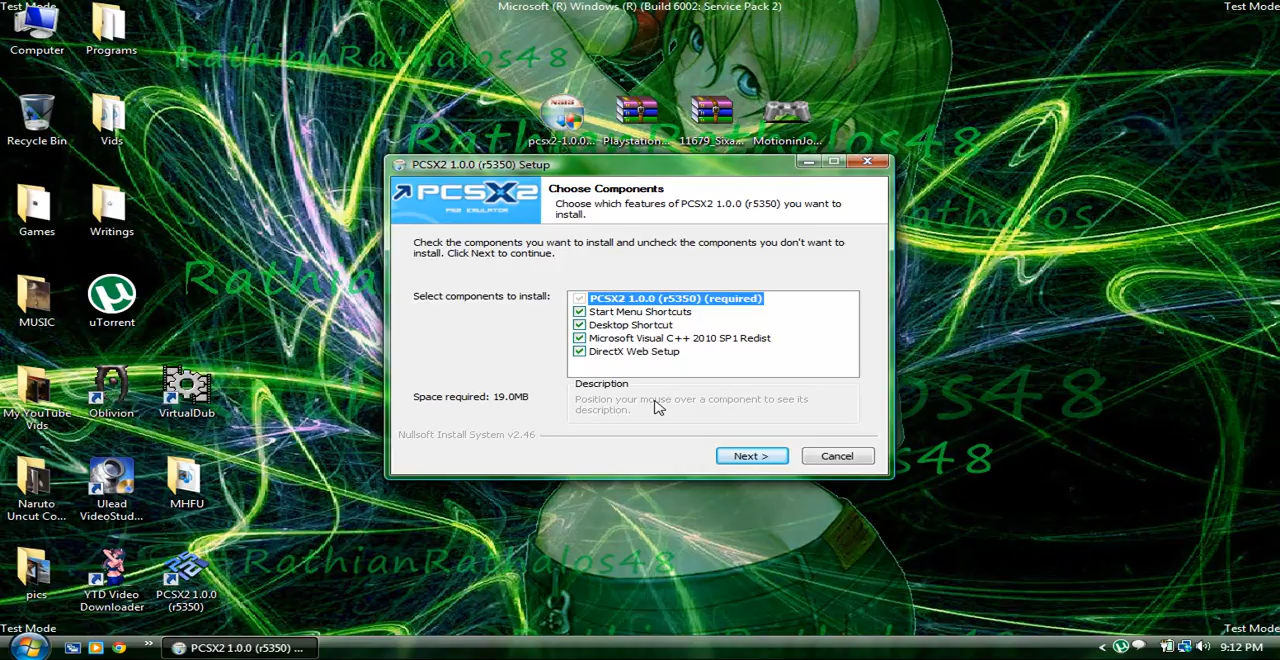 Test Mode
Microsoft (R) Windows (R) (Build 6002: Service Pack 2)
Test Mode
Computer
Programs
RathianRathalos48
Recycle Bin
Vids
pcsx2-1.0.0...
Playstation...
11679_Sixa...
MotioninJo...
RathianRathalos48
Games
Writings
MUSIC
uTorrent
My YouTube Vids
Oblivion
VirtualDub
Naruto Uncut Co...
Ulead VideoStud...
MHFU
pics
YTD Video Downloader
PCSX2 1.0.0 (r5350)
PCSX2 1.0.0 (r5350) Setup
PCSX2
PS2 EMULATOR
Choose Components
Choose which features of PCSX2 1.0.0 (r5350) you want to
install.
Check the components you want to install and uncheck the components you don't want to
install. Click Next to continue.
Select components to install:
PCSX2 1.0.0 (r5350) (required)
Start Menu Shortcuts
Desktop Shortcut
Microsoft Visual C++ 2010 SP1 Redist
DirectX Web Setup
Space required: 19.0MB
Description
Position your mouse over a component to see its
description.
Nullsoft Install System v2.46
Next >
Cancel
RathianRathalos48
Test Mode
Test Mode
PCSX2 1.0.0 (r5350) ...
9:12 PM